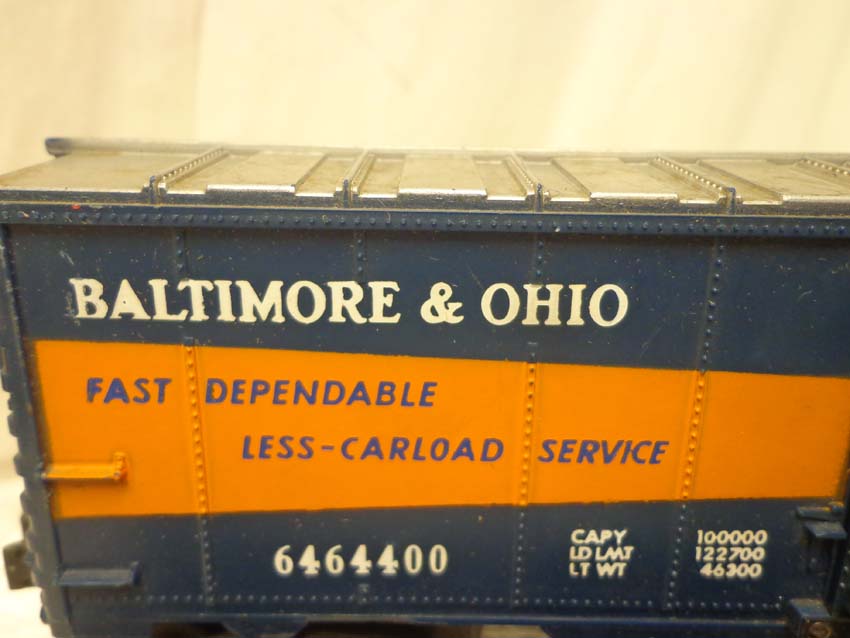 BALTIMORE & OHIO
FAST DEPENDABLE
LESS-CARLOAD SERVICE
6464400
CAPY 100000
LD LMT 122700
LT WT 46300